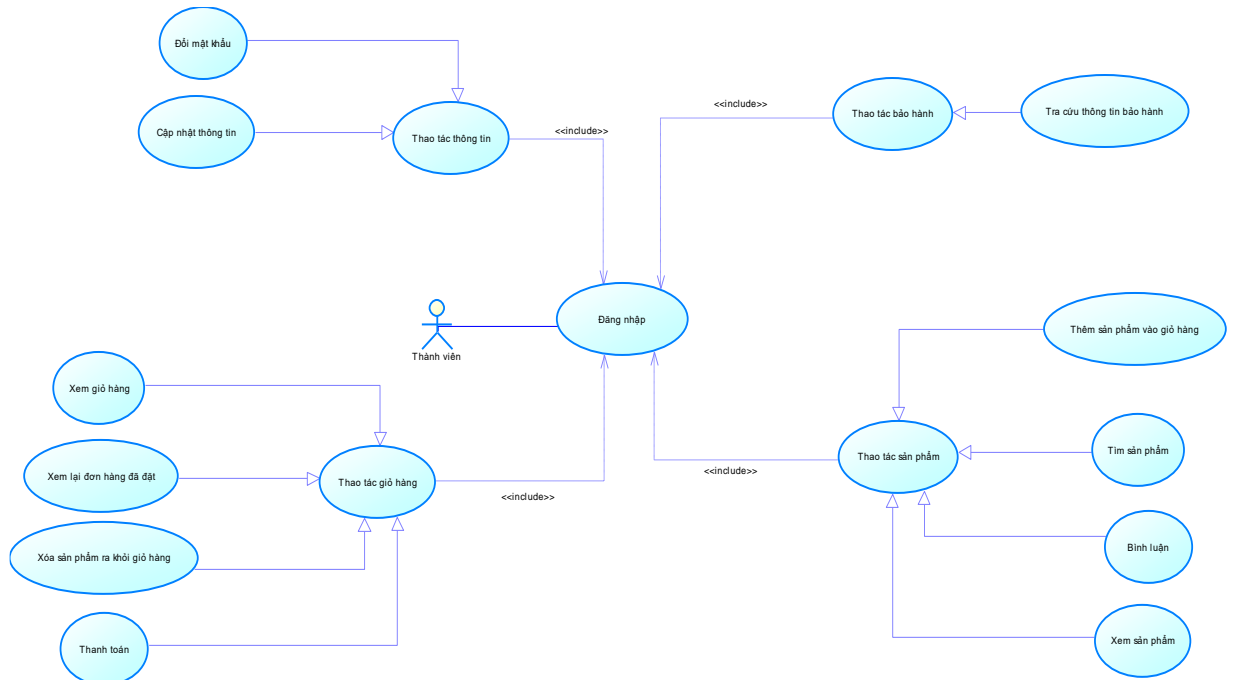 Đổi mật khẩu
Cập nhật thông tin
Thao tác thông tin
<<include>>
<<include>>
Thao tác bảo hành
Tra cứu thông tin bảo hành
Đăng nhập
Thành viên
Thêm sản phẩm vào giỏ hàng
Xem giỏ hàng
Xem lại đơn hàng đã đặt
Thao tác giỏ hàng
<<include>>
Xóa sản phẩm ra khỏi giỏ hàng
Thanh toán
<<include>>
Thao tác sản phẩm
Tìm sản phẩm
Bình luận
Xem sản phẩm